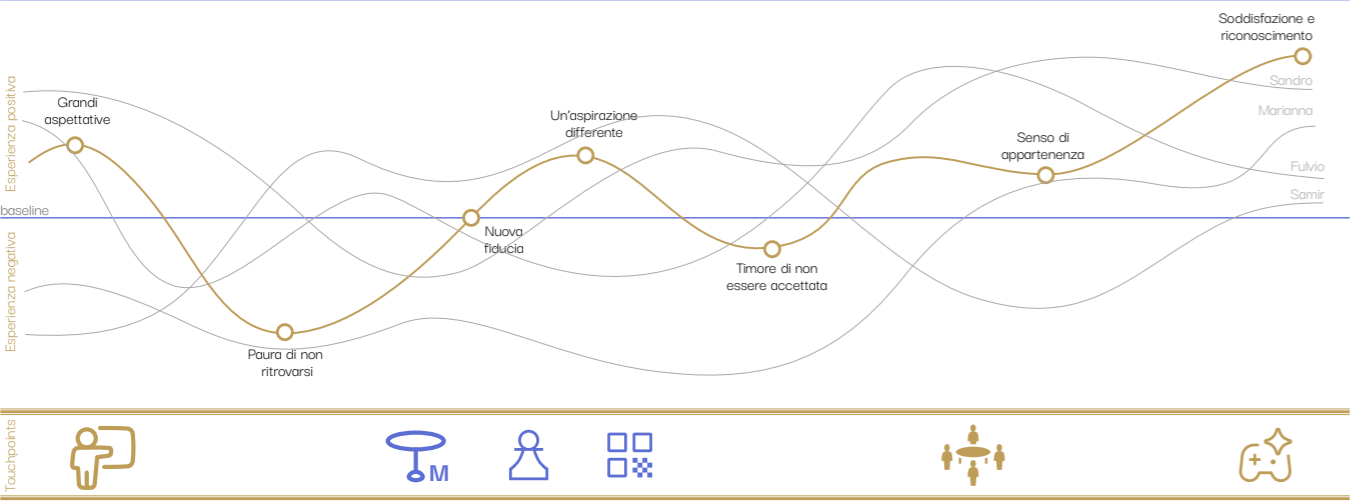 Soddisfazione e
riconoscimento
Esperienza positiva
Grandi
aspettative
Un'aspirazione
differente
Senso di
appartenenza
Sandro
Marianna
Fulvio
Samir
baseline
Nuova
fiducia
Esperienza negativa
Timore di non
essere accettata
Paura di non
ritrovarsi
Touchpoints
M